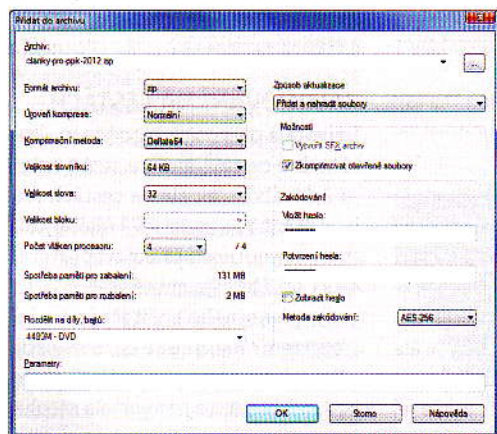 Přidat do archivu
Archiv:
clanky-pro-ppk-2012.zip
...
Formát archivu:
zip
Úroveň komprese:
Normální
Komprimační metoda:
Deflate64
Velikost slovníku:
64 KB
Velikost slova:
32
Velikost bloku:
Počet vláken procesoru:
4
/ 4
Spotřeba paměti pro zabalení:
131 MB
Spotřeba paměti pro rozbalení:
2 MB
Rozdělit na díly, bajtů:
4480M - DVD
Parametry:
Způsob aktualizace
Přidat a nahradit soubory
Možnosti
Vytvořit SFX archiv
Zkomprimovat otevřené soubory
Zakódování
Vložit heslo:
Potvrzení hesla:
Zobrazit heslo
Metoda zakódování:
AES-256
OK
Storno
Nápověda